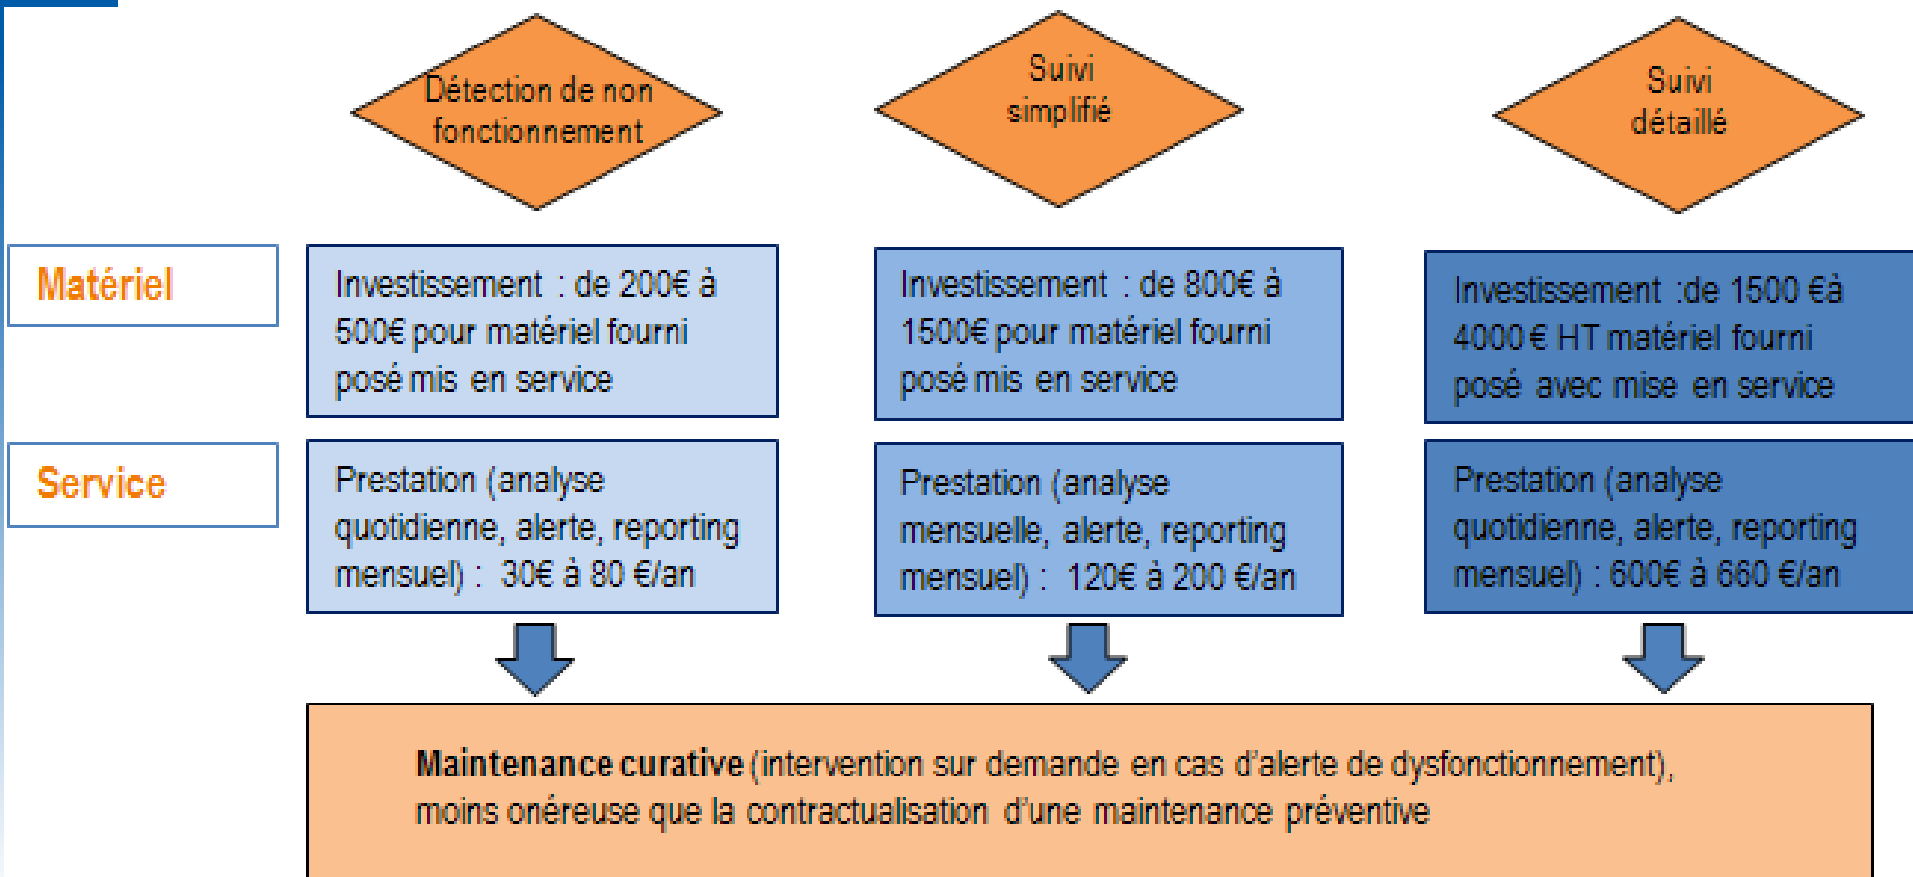 Détection de non
fonctionnement
Suivi
simplifié
Suivi
détaillé
Matériel
Investissement : de 200€ à
500€ pour matériel fourni
posé mis en service
Investissement : de 800€ à
1500€ pour matériel fourni
posé mis en service
Investissement :de 1500 €à
4000 € HT matériel fourni
posé avec mise en service
Service
Prestation (analyse
quotidienne, alerte, reporting
mensuel) : 30€ à 80 €/an
Prestation (analyse
mensuelle, alerte, reporting
mensuel) : 120€ à 200 €/an
Prestation (analyse
quotidienne, alerte, reporting
mensuel) : 600€ à 660 €/an
Maintenance curative (intervention sur demande en cas d'alerte de dysfonctionnement),
moins onéreuse que la contractualisation d'une maintenance préventive